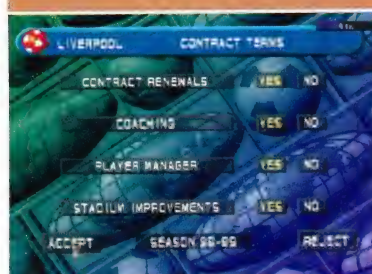 LIVERPOOL CONTRACT TERMS
CONTRACT RENEWALS YES NO
COACHING YES NO
PLAYER MANAGER YES NO
STADIUM IMPROVEMENTS YES NO
ACCEPT SEASON 98-99 REJECT